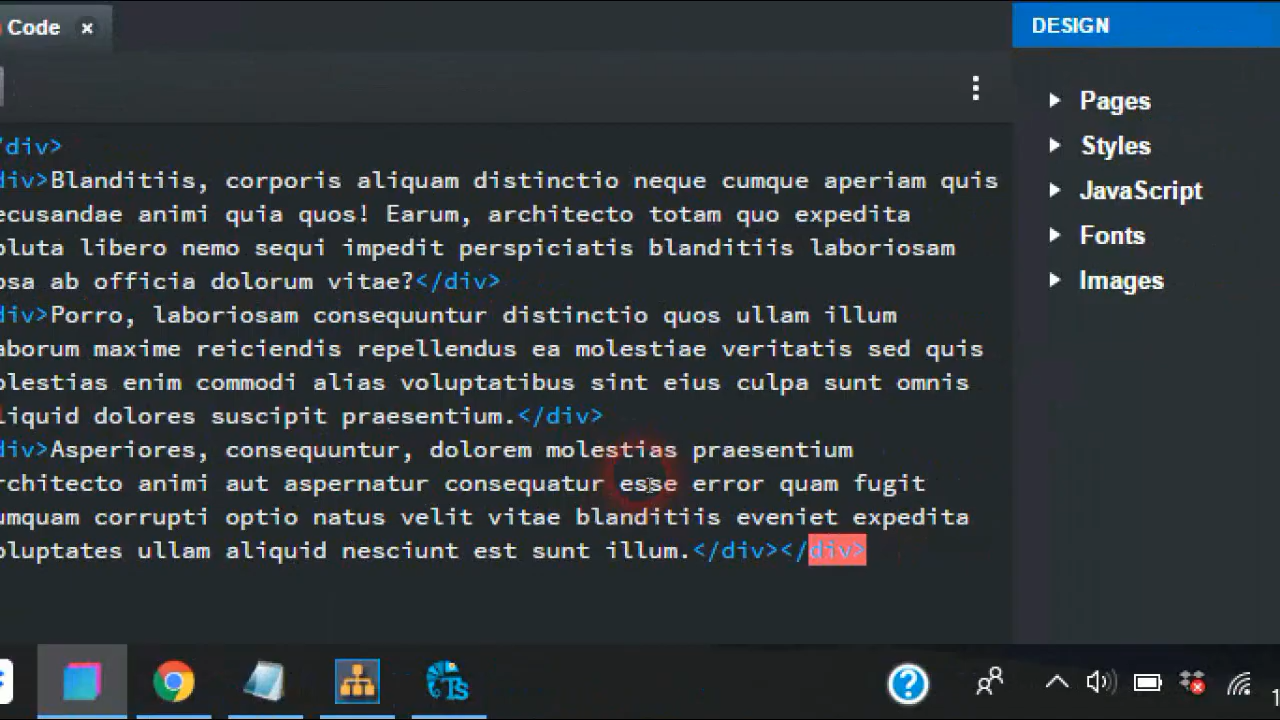 Code
DESIGN
Pages
Styles
JavaScript
Fonts
Images
/div>
div>Blanditiis, corporis aliquam distinctio neque cumque aperiam quis
ecusandae animi quia quos! Earum, architecto totam quo expedita
oluta libero nemo sequi impedit perspiciatis blanditiis laboriosam
osa ab officia dolorum vitae?</div>
div>Porro, laboriosam consequuntur distinctio quos ullam illum
aborum maxime reiciendis repellendus ea molestiae veritatis sed quis
olestias enim commodi alias voluptatibus sint eius culpa sunt omnis
liquid dolores suscipit praesentium.</div>
div>Asperiores, consequuntur, dolorem molestias praesentium
rchitecto animi aut aspernatur consequatur esse error quam fugit
umquam corrupti optio natus velit vitae blanditiis eveniet expedita
oluptates ullam aliquid nesciunt est sunt illum.</div></div>
TS
?
1